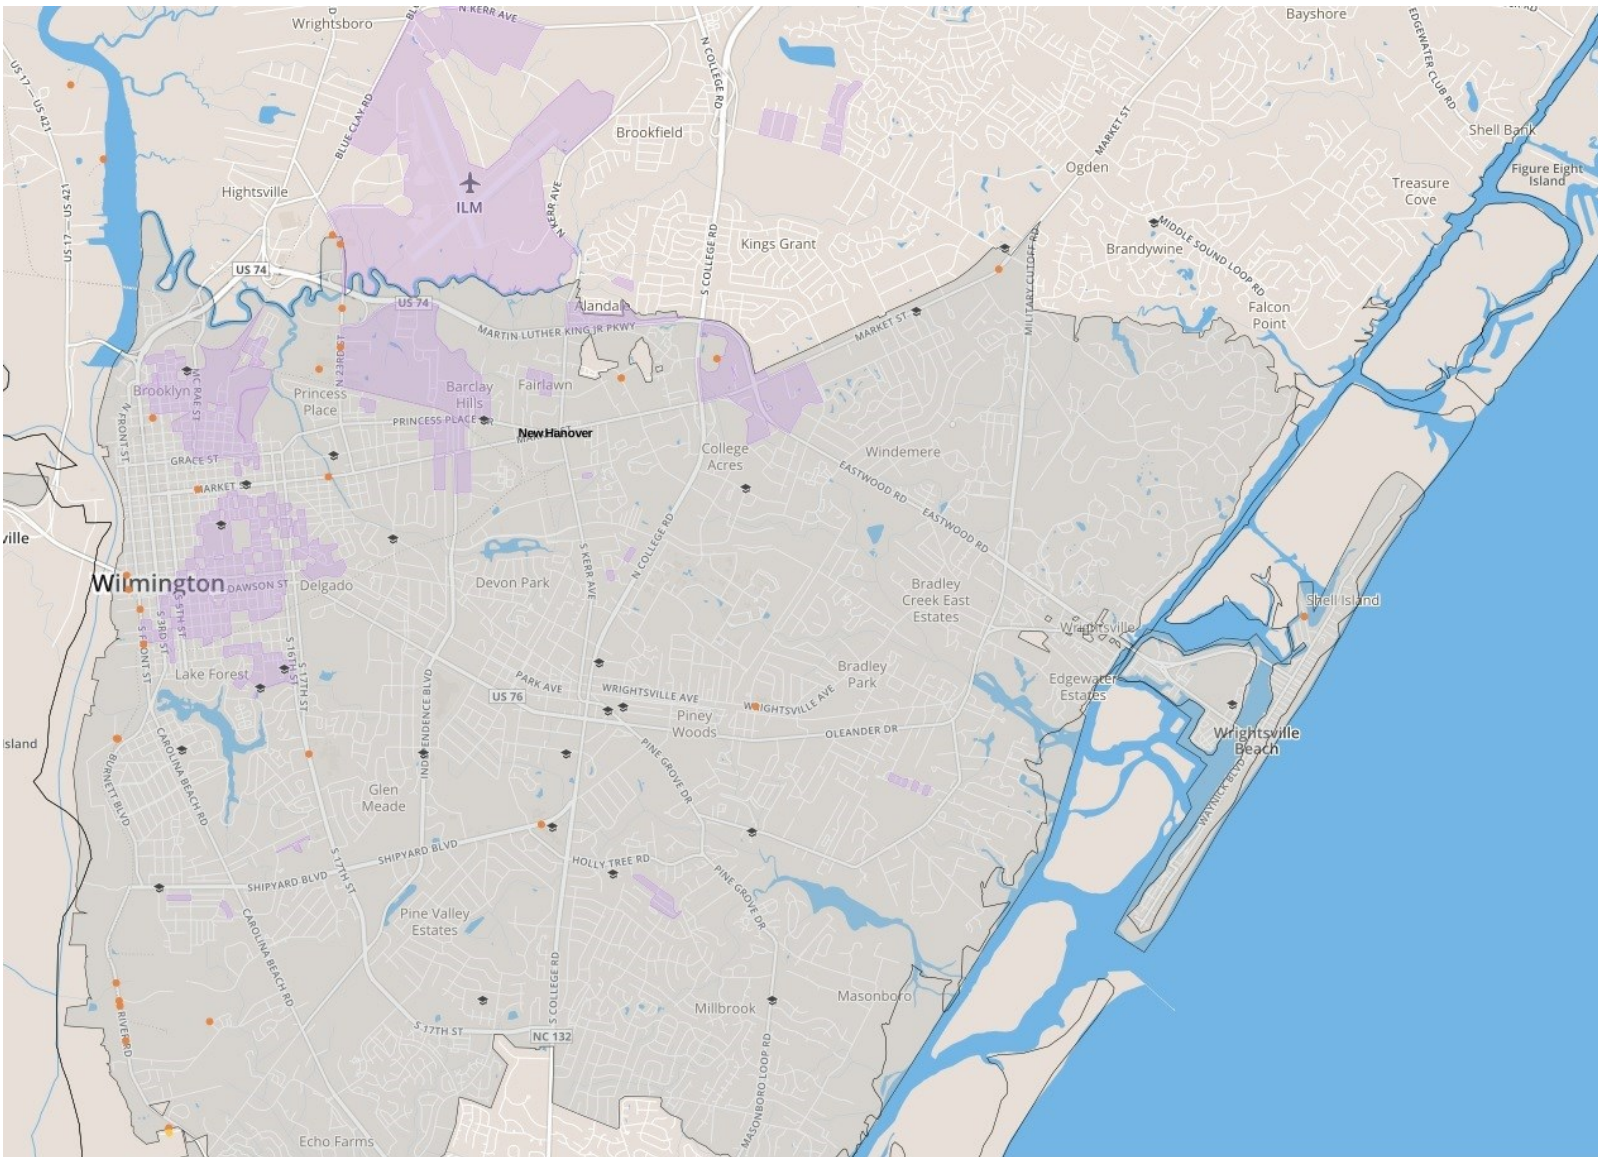 N KERR AVE
Wrightsboro
Bayshore
US 17 — US 421
N COLLEGE RD
EDGEWATER CLUB RD
BLUE CLAY RD
Brookfield
MARKET ST
Shell Bank
Ogden
Figure Eight
Island
Treasure
Cove
Hightsville
ILM
N KERR AVE
US 17 — US 421
Kings Grant
S COLLEGE RD
Brandywine
MIDDLE SOUND LOOP RD
MILITARY CUTOFF RD
US 74
US 74
Alandale
Falcon
Point
MARTIN LUTHER KING JR PKWY
MARKET ST
N 23RD ST
Brooklyn
MC RAE ST
Princess
Place
Barclay
Hills
Fairlawn
N FRONT ST
PRINCESS PLACE DR
New Hanover
College
Acres
Windemere
GRACE ST
MARKET ST
EASTWOOD RD
EASTWOOD RD
ville
N COLLEGE RD
S KERR AVE
Wilmington
DAWSON ST
Delgado
Devon Park
Bradley
Creek East
Estates
Shell Island
S 5TH ST
S 3RD ST
S FRONT ST
Wrightsville
S 16TH ST
S 17TH ST
Lake Forest
INDEPENDENCE BLVD
PARK AVE
WRIGHTSVILLE AVE
WRIGHTSVILLE AVE
Bradley
Park
Edgewater
Estates
US 76
Piney
Woods
OLEANDER DR
Wrightsville
Beach
Island
CAROLINA BEACH RD
BURNETT BLVD
PINE GROVE DR
Glen
Meade
WAYNICK BLVD
SHIPYARD BLVD
SHIPYARD BLVD
S 17TH ST
HOLLY TREE RD
PINE GROVE DR
Pine Valley
Estates
CAROLINA BEACH RD
S COLLEGE RD
Masonboro
Millbrook
RIVER RD
S 17TH ST
NC 132
MASONBORO LOOP RD
Echo Farms